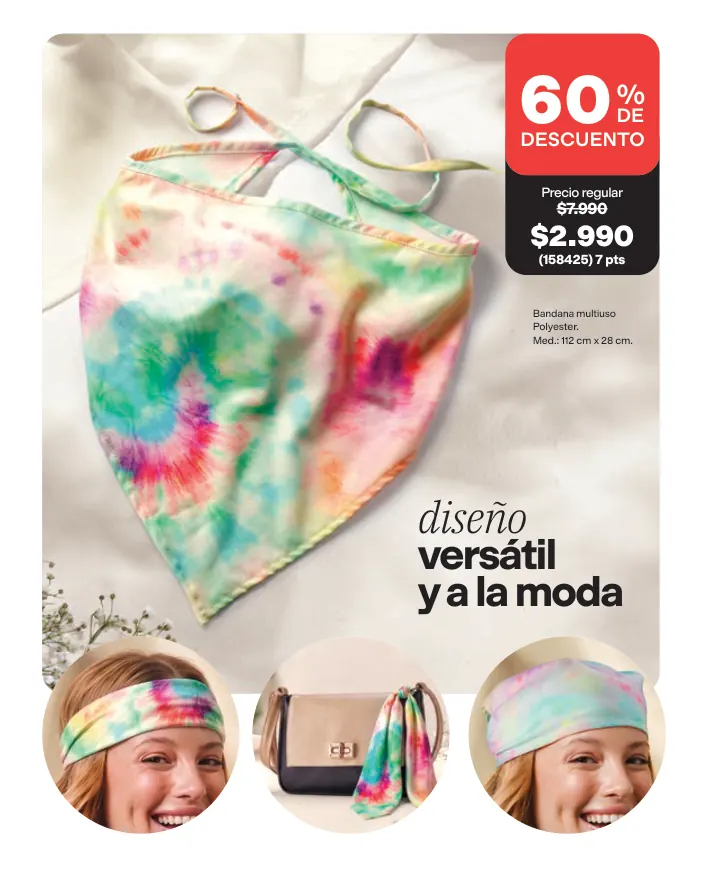 60 %
DE
DESCUENTO
Precio regular
$7.990
$2.990
(158425) 7 pts
Bandana multiuso
Polyester.
Med.: 112 cm x 28 cm.
diseño
versátil
y a la moda